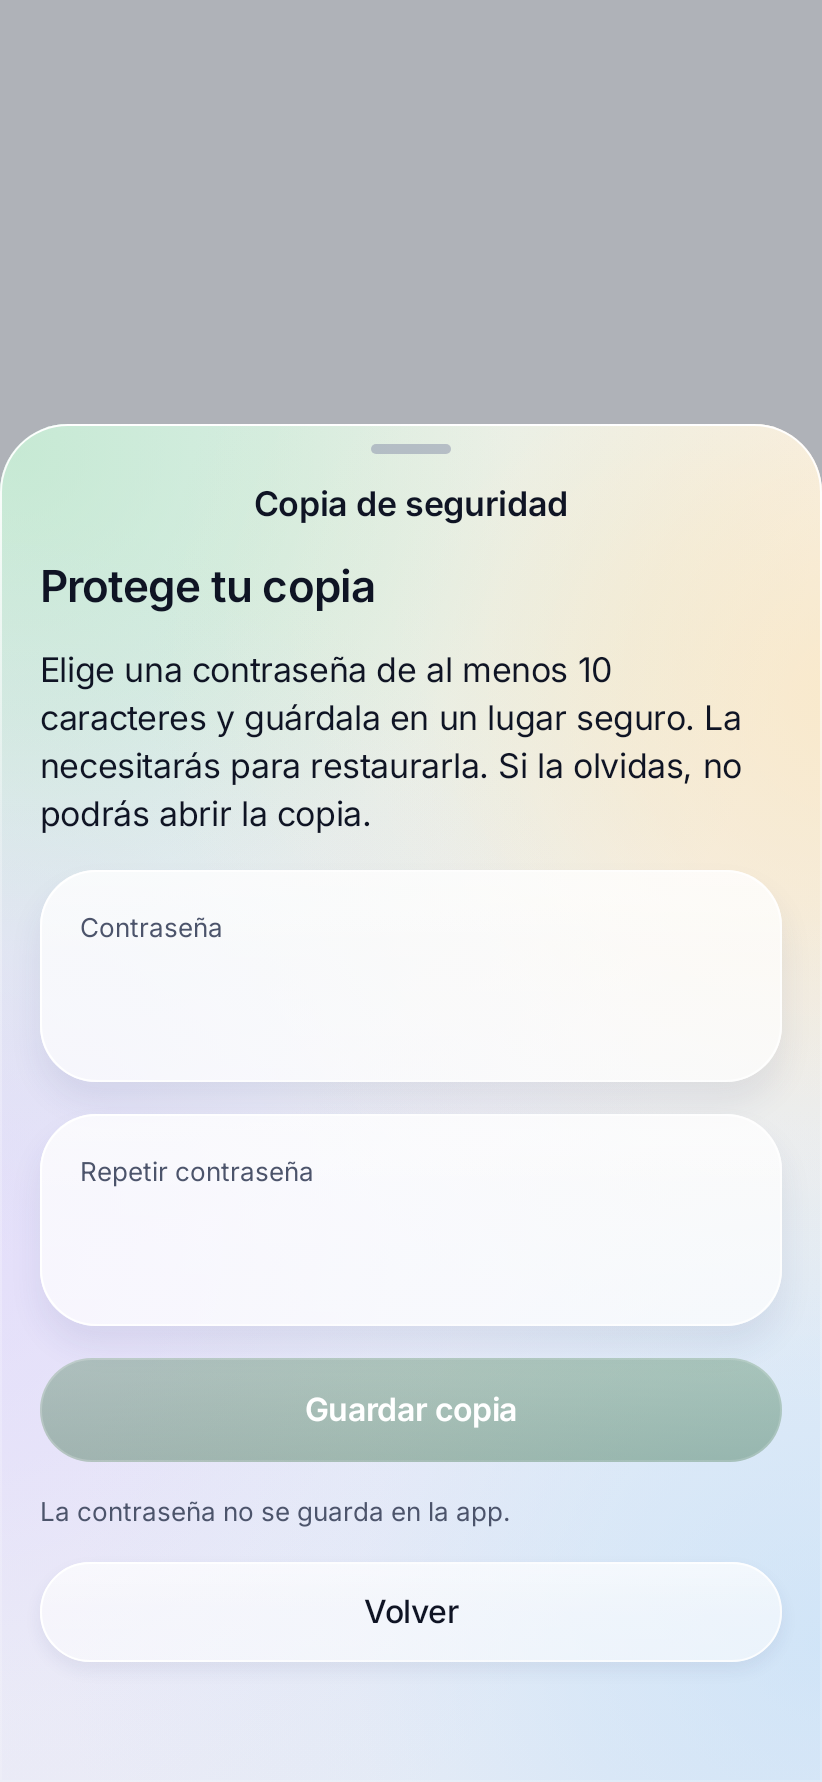 Copia de seguridad
Protege tu copia
Elige una contraseña de al menos 10
caracteres y guárdala en un lugar seguro. La
necesitarás para restaurarla. Si la olvidas, no
podrás abrir la copia.
Contraseña
Repetir contraseña
Guardar copia
La contraseña no se guarda en la app.
Volver